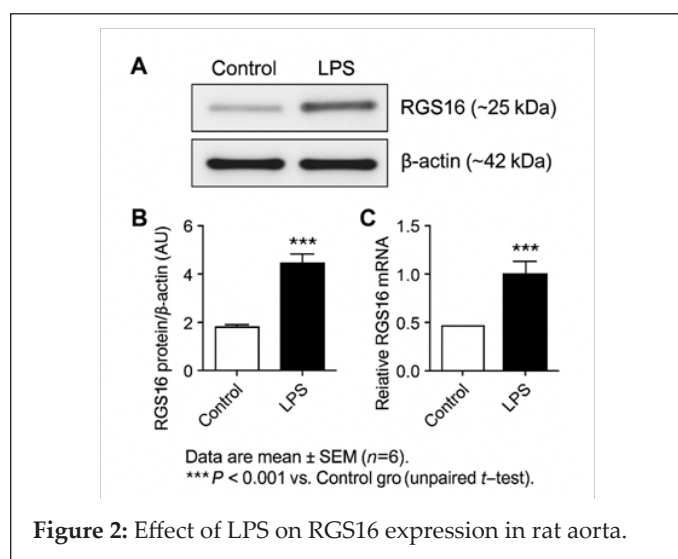 A
Control LPS
RGS16 (~25 kDa)
β-actin (~42 kDa)
B
RGS16 protein/β-actin (AU)
6
4
2
0
***
Control
LPS
C
Reiative RGS16 mRNA
1.5
1.0
0.5
0.0
***
Control
LPS
Data are mean ± SEM (n=6).
*** P < 0.001 vs. Control gro (unpaired t–test).
Figure 2: Effect of LPS on RGS16 expression in rat aorta.